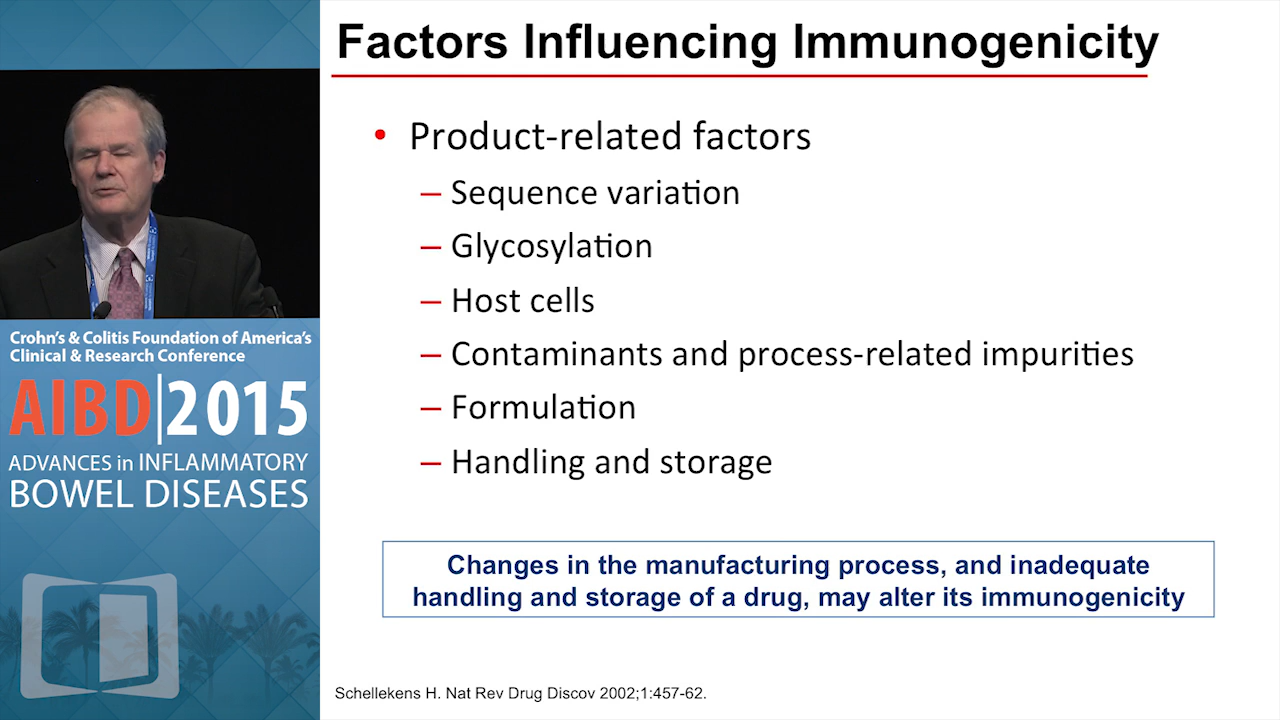 Factors Influencing Immunogenicity
• Product-related factors
– Sequence variation
– Glycosylation
– Host cells
– Contaminants and process-related impurities
– Formulation
– Handling and storage
Changes in the manufacturing process, and inadequate
handling and storage of a drug, may alter its immunogenicity
Schellekens H. Nat Rev Drug Discov 2002;1:457-62.
Crohn's & Colitis Foundation of America's
Clinical & Research Conference
AIBD|2015
ADVANCES in INFLAMMATORY
BOWEL DISEASES